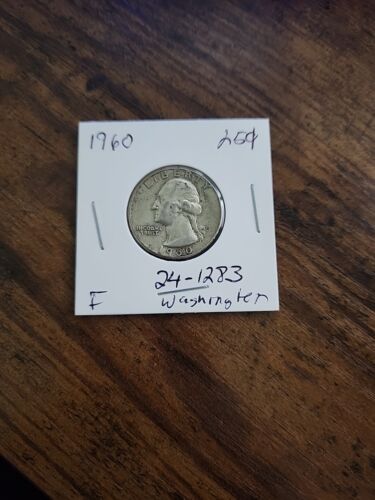 1960 25¢
LIBERTY
IN GOD WE
TRUST
1960
24-1283
F Washington